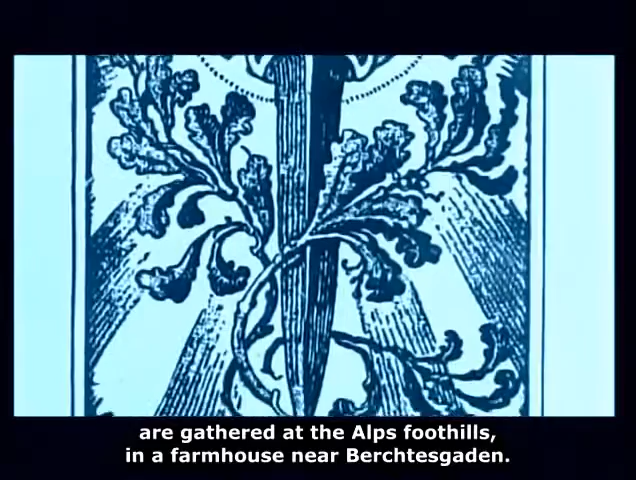 are gathered at the Alps foothills,
in a farmhouse near Berchtesgaden.